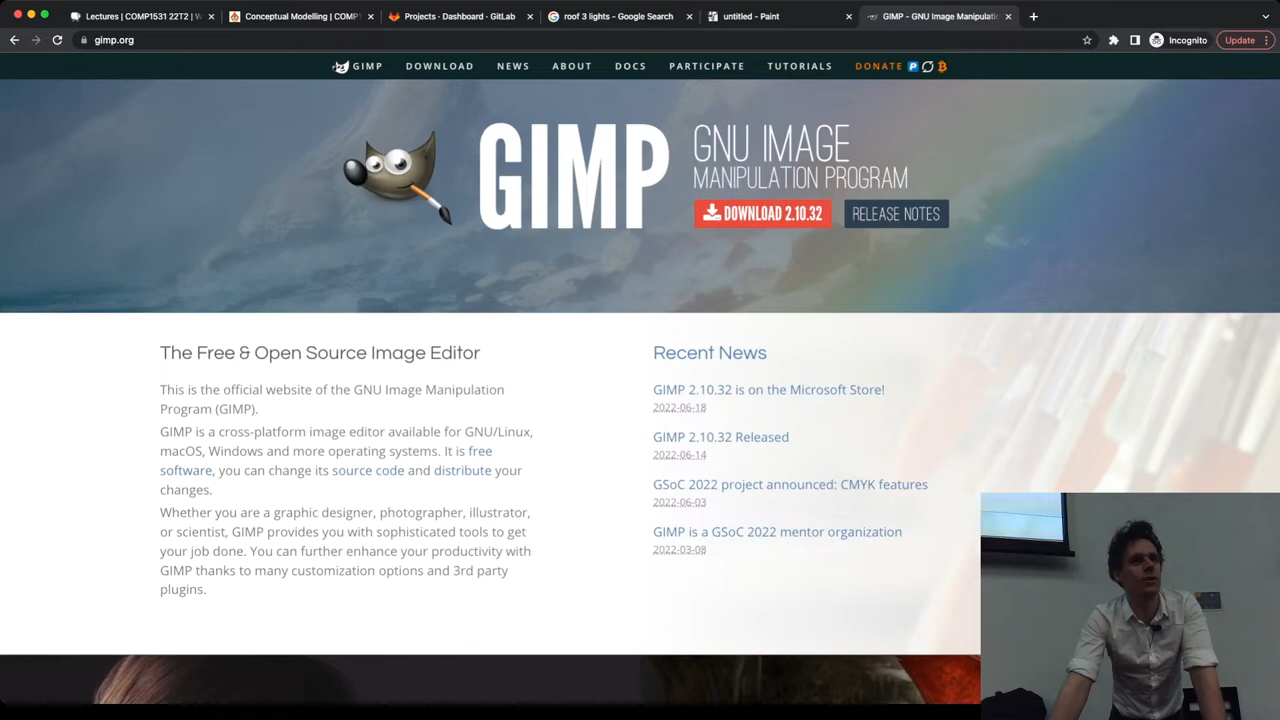 Lectures | COMP1531 22T2 | W
Conceptual Modelling | COMP1
Projects · Dashboard · GitLab
roof 3 lights - Google Search
untitled - Paint
GIMP - GNU Image Manipulatio
gimp.org
Incognito
Update
GIMP
DOWNLOAD
NEWS
ABOUT
DOCS
PARTICIPATE
TUTORIALS
DONATE
GIMP
GNU IMAGE
MANIPULATION PROGRAM
DOWNLOAD 2.10.32
RELEASE NOTES
The Free & Open Source Image Editor
This is the official website of the GNU Image Manipulation
Program (GIMP).
GIMP is a cross-platform image editor available for GNU/Linux,
macOS, Windows and more operating systems. It is free
software, you can change its source code and distribute your
changes.
Whether you are a graphic designer, photographer, illustrator,
or scientist, GIMP provides you with sophisticated tools to get
your job done. You can further enhance your productivity with
GIMP thanks to many customization options and 3rd party
plugins.
Recent News
GIMP 2.10.32 is on the Microsoft Store!
2022-06-18
GIMP 2.10.32 Released
2022-06-14
GSoC 2022 project announced: CMYK features
2022-06-03
GIMP is a GSoC 2022 mentor organization
2022-03-08